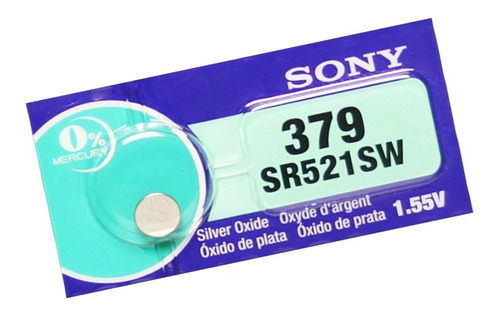 SONY
0%
MERCURY
379
SR521SW
Silver Oxide Oxyde d'argent
Óxido de plata Óxido de prata 1.55V